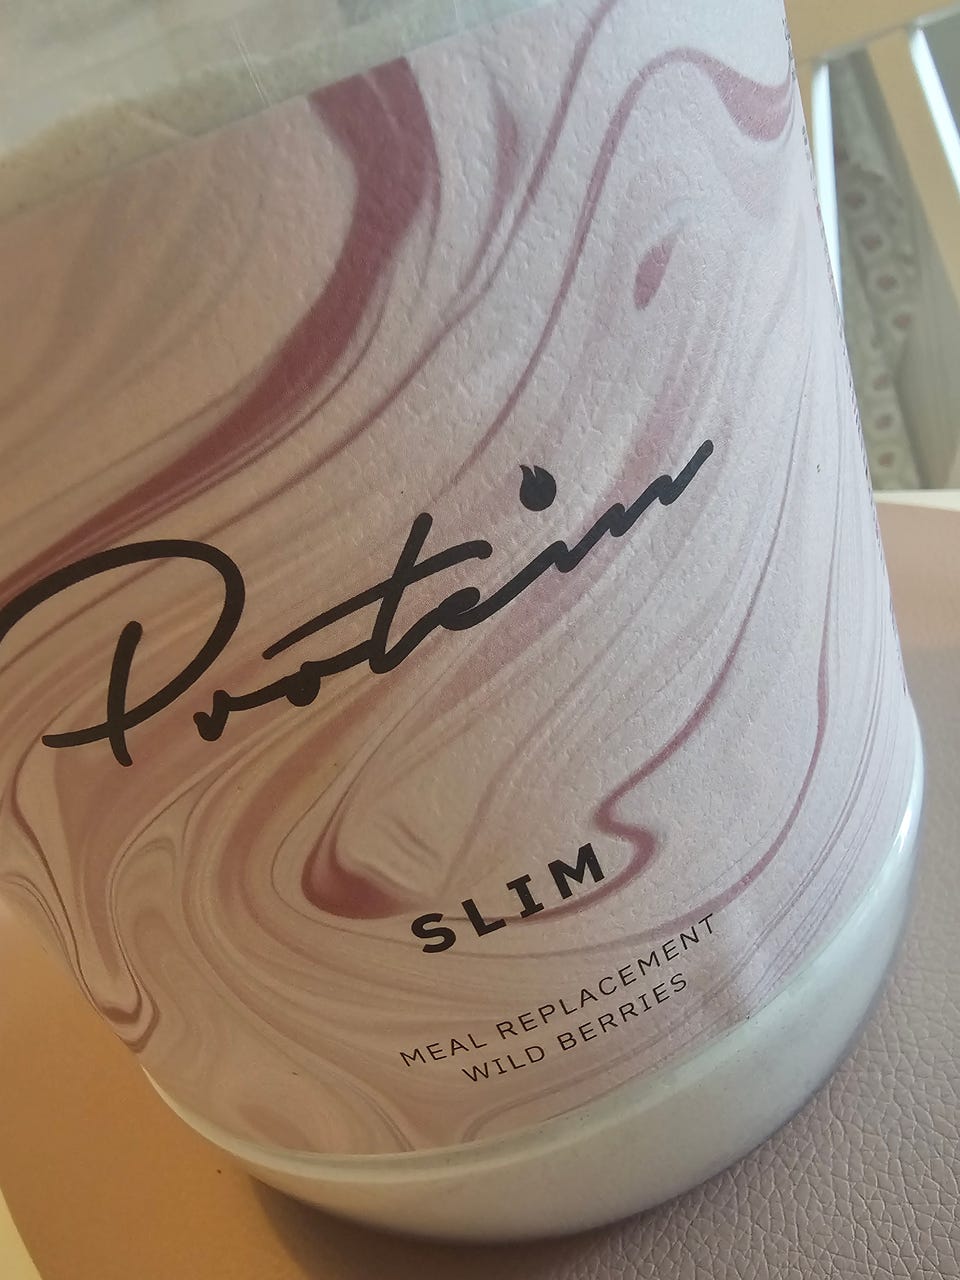 Protein
SLIM
MEAL REPLACEMENT
WILD BERRIES